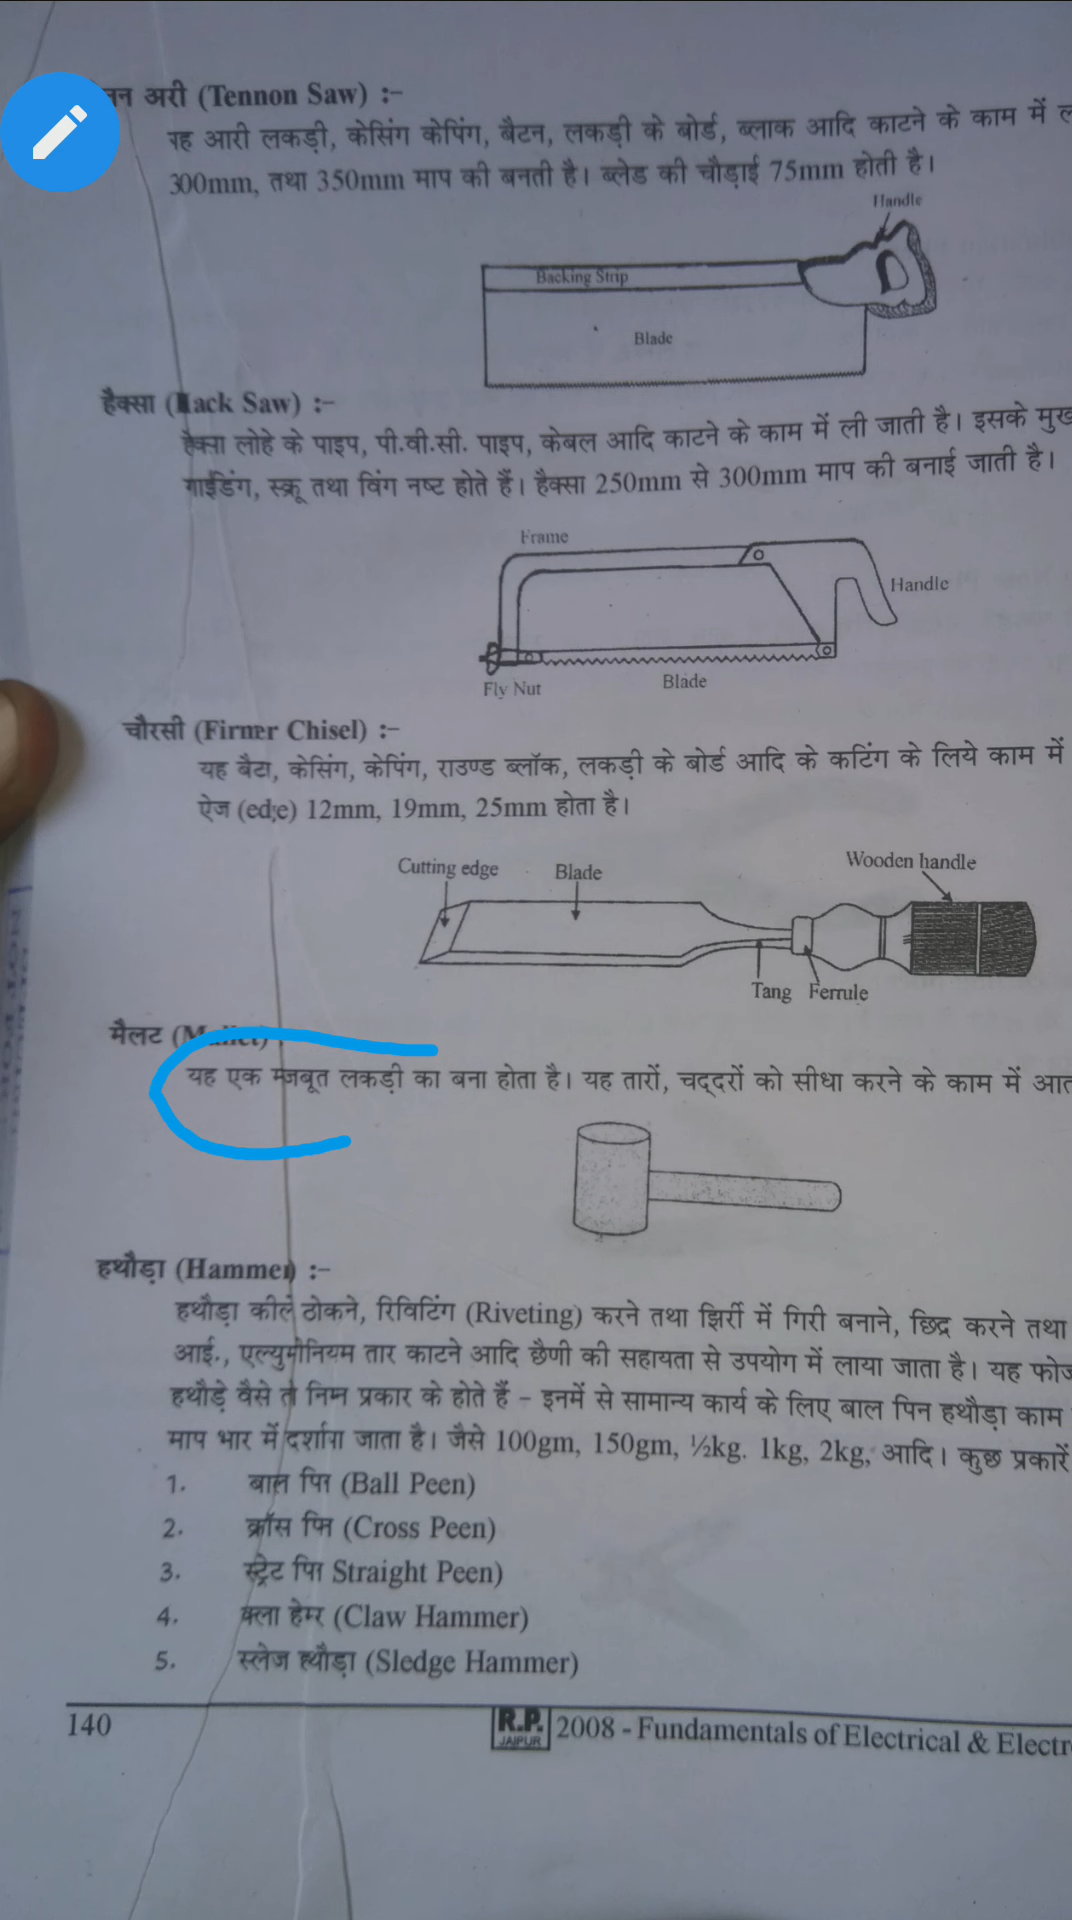 आरी (Tennon Saw) :-
यह आरी लकड़ी, केसिंग केपिंग, बैटन, लकड़ी के बोर्ड, ब्लाक आदि काटने के काम में
300mm, तथा 350mm माप की बनती है। ब्लेड की चौड़ाई 75mm होती है।
Handle
Backing Strip
Blade
हैक्सा (Hack Saw) :-
हैक्सा लोहे के पाइप, पी.वी.सी. पाइप, केबल आदि काटने के काम में ली जाती है। इसके
गाईडिंग, स्क्रू तथा विंग नष्ट होते हैं। हैक्सा 250mm से 300mm माप की बनाई जाती है।
Frame
Handle
Fly Nut
Blade
चौरसी (Firmer Chisel) :-
यह केसिंग, केपिंग, राउण्ड ब्लॉक, लकड़ी के बोर्ड आदि के कटिंग के लिये काम में
ऐज (edge) 12mm, 19mm, 25mm होता है।
Cutting edge
Blade
Wooden handle
Tang
Ferrule
मैलट (Mallet)
यह एक मजबूत लकड़ी का बना होता है। यह तारों, चद्दरों को सीधा करने के काम में
हथौड़ा (Hammer) :-
हथौड़ा कीलें ठोकने, रिविटिंग (Riveting) करने तथा झिर्री में गिरी बनाने, छिद्र करने तथा
आई., एल्युमीनियम तार काटने आदि छैणी की सहायता से उपयोग में लाया जाता है। यह
हथौड़े वैसे तो निम्न प्रकार के होते हैं - इनमें से सामान्य कार्य के लिए बाल पिन हथौड़ा काम
माप भार में दर्शाया जाता है। जैसे 100gm, 150gm, ½kg. 1kg, 2kg, आदि। कुछ प्रकारें
1. बाल पिन (Ball Peen)
2. क्रॉस पिन (Cross Peen)
3. स्ट्रेट पिन Straight Peen)
4. क्ला हेमर (Claw Hammer)
5. स्लेज हथौड़ा (Sledge Hammer)
140
R.P. JAIPUR 2008 - Fundamentals of Electrical &